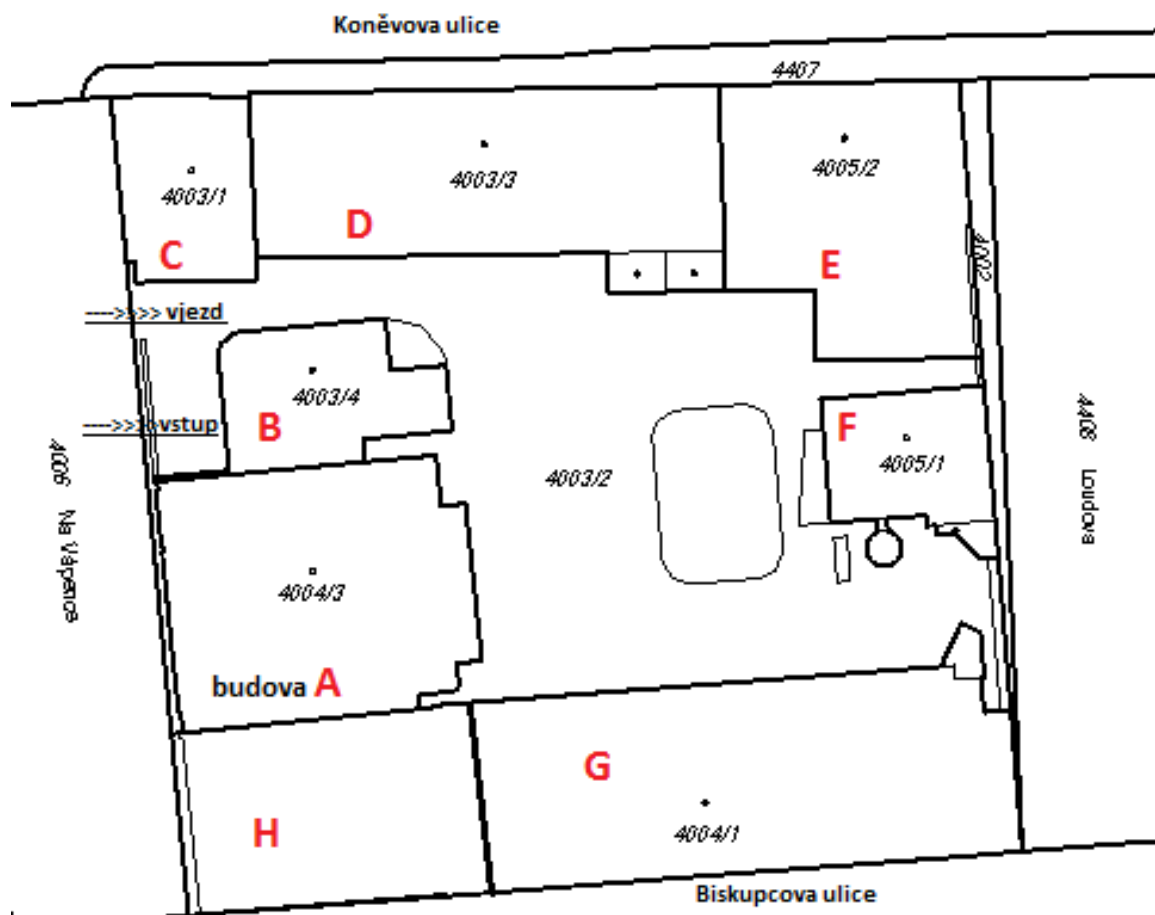 Koněvova ulice
4407
4003/1
4003/3
4005/2
C
D
E
4002
---->>>>> vjezd
4003/4
B
---->>>>vstup
F
4005/1
4003/2
4006 Na Vápence
4408 Loudova
4004/3
budova A
G
H
4004/1
Biskupcova ulice